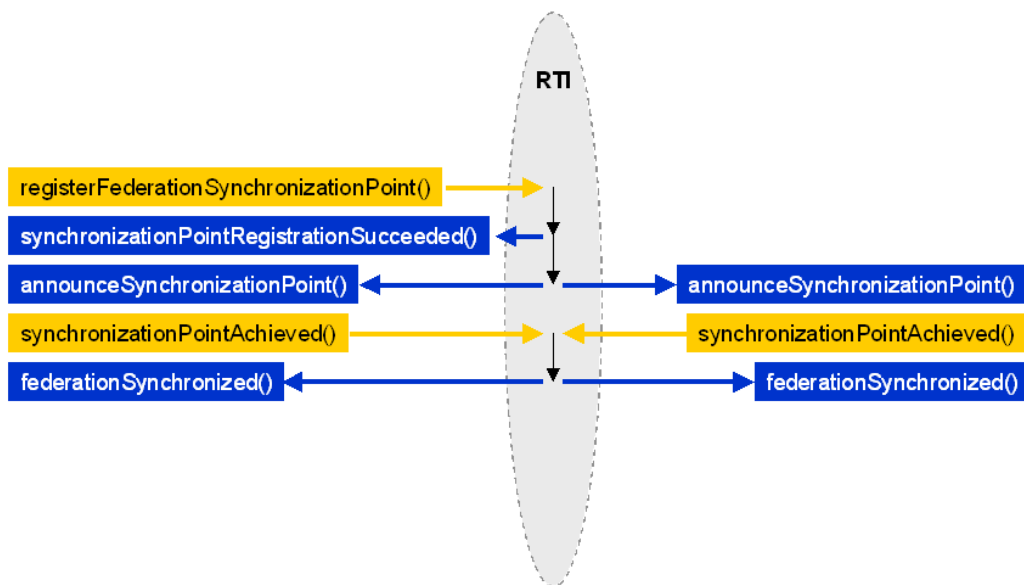 RTI
registerFederationSynchronizationPoint()
synchronizationPointRegistrationSucceeded()
announceSynchronizationPoint() announceSynchronizationPoint()
synchronizationPointAchieved() synchronizationPointAchieved()
federationSynchronized() federationSynchronized()